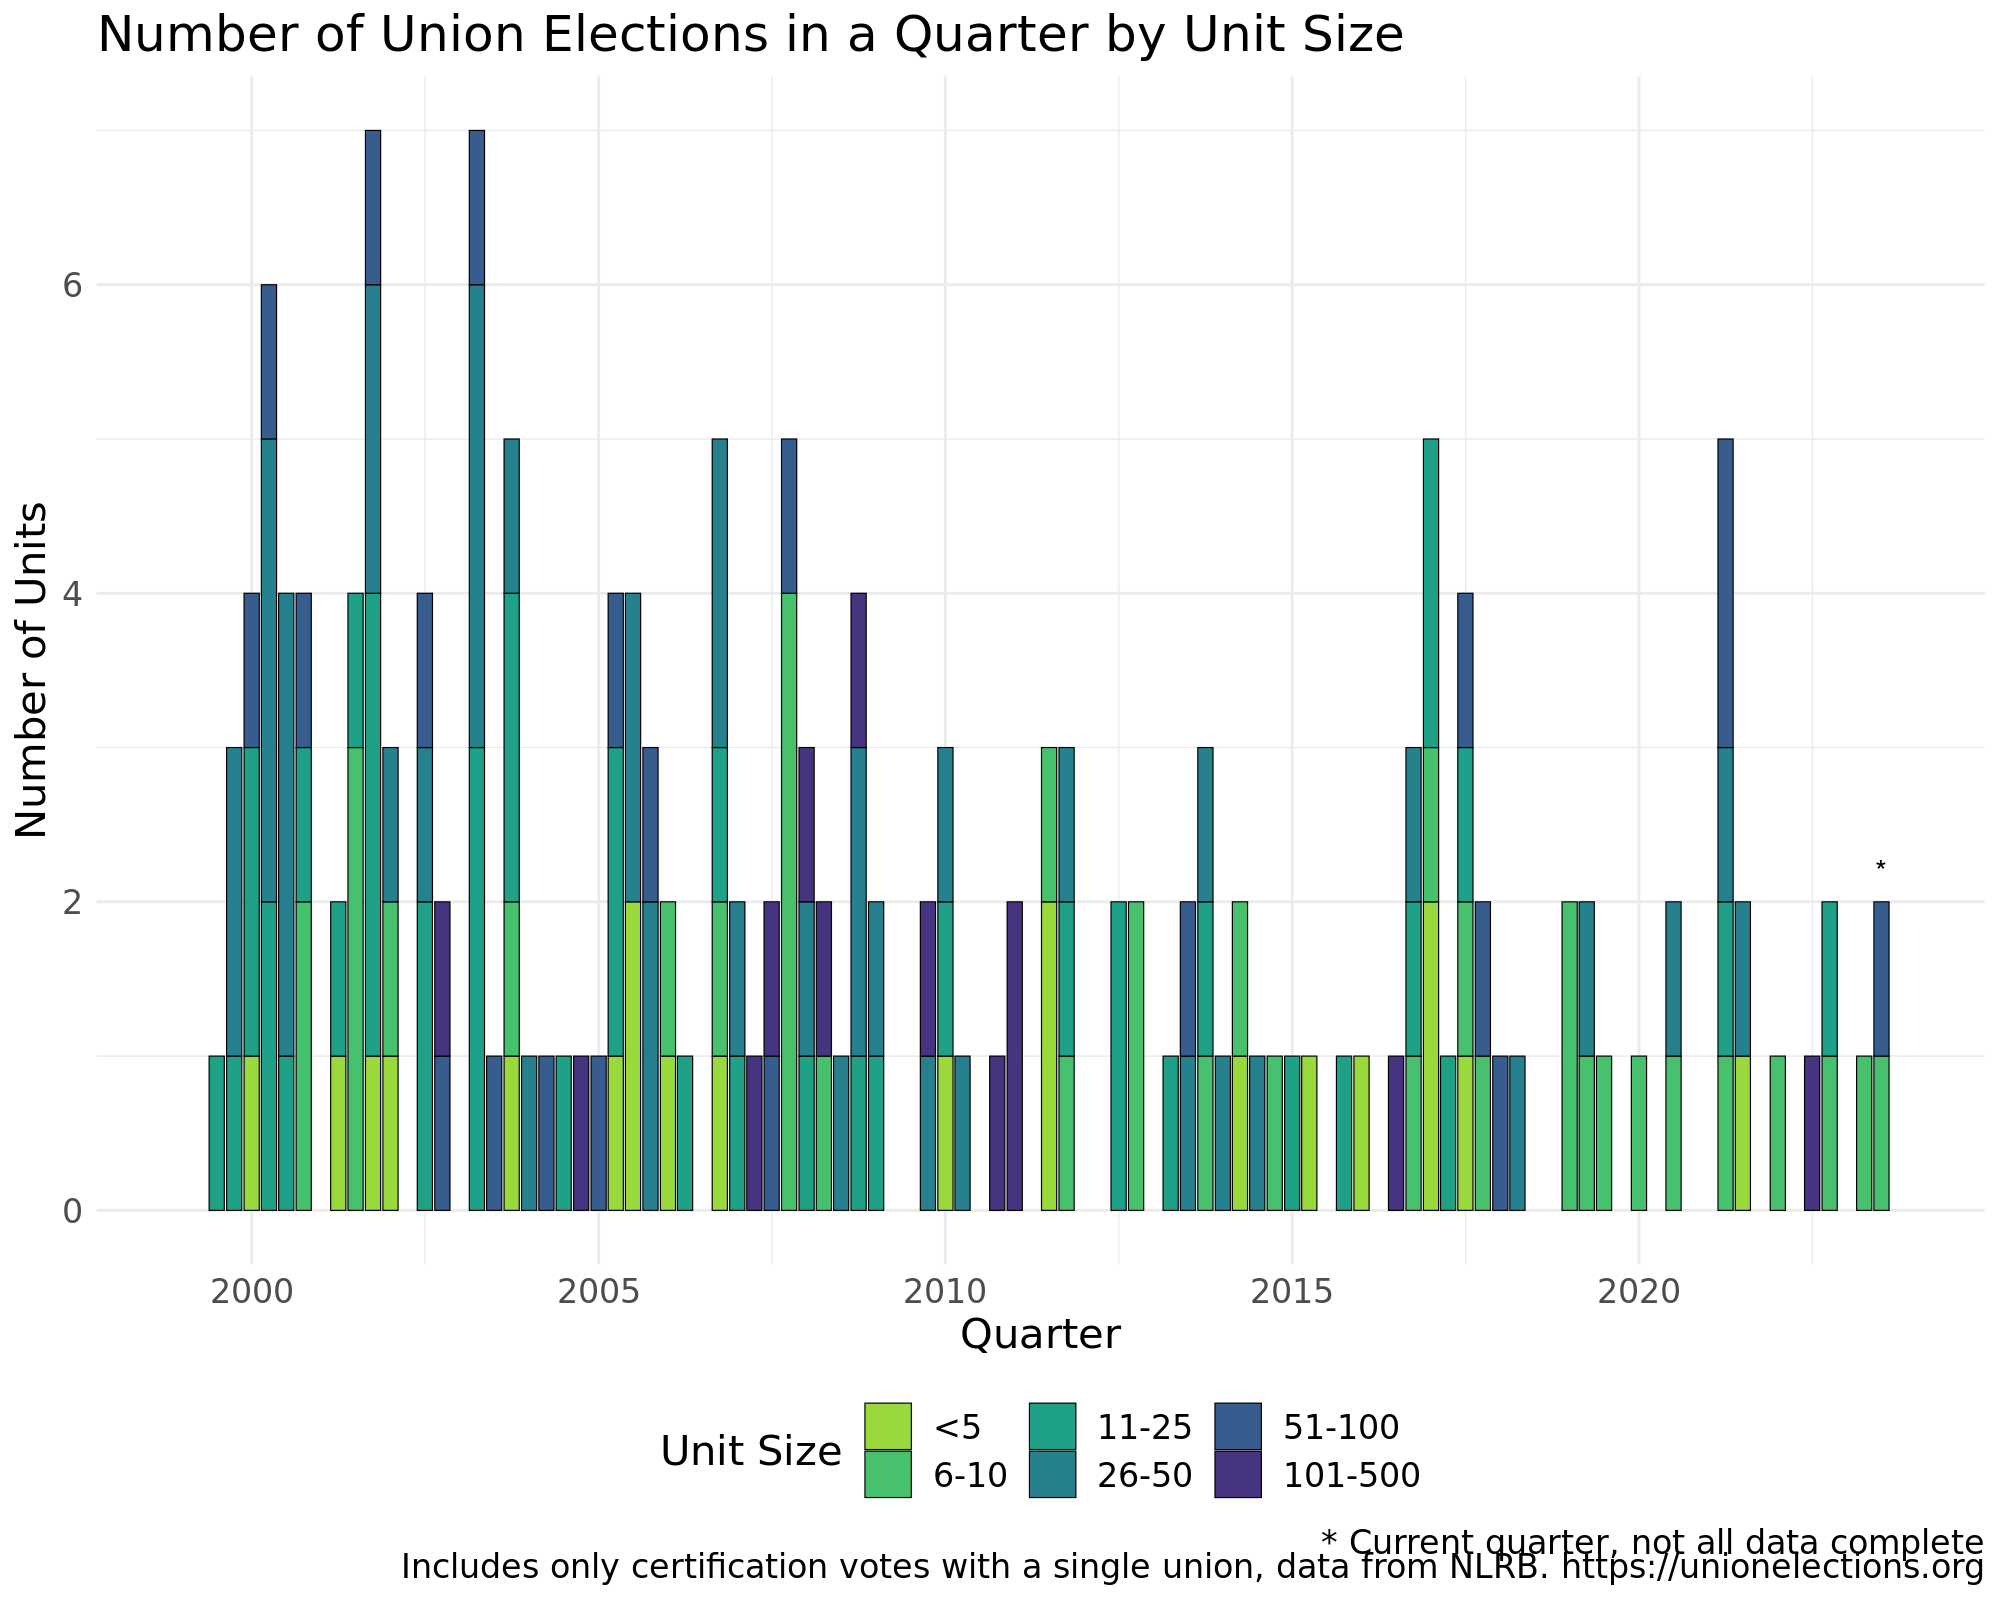 Number of Union Elections in a Quarter by Unit Size
Number of Units
6
4
2
0
*
2000 2005 2010 2015 2020
Quarter
Unit Size
<5 11-25 51-100
6-10 26-50 101-500
* Current quarter, not all data complete
Includes only certification votes with a single union, data from NLRB. https://unionelections.org